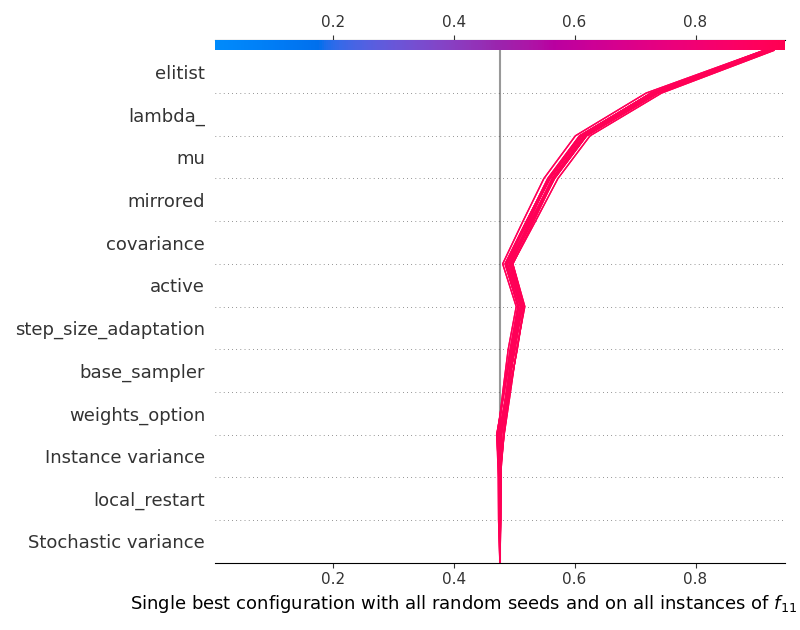 0.2 0.4 0.6 0.8
elitist
lambda_
mu
mirrored
covariance
active
step_size_adaptation
base_sampler
weights_option
Instance variance
local_restart
Stochastic variance
0.2 0.4 0.6 0.8
Single best configuration with all random seeds and on all instances of f₁₁